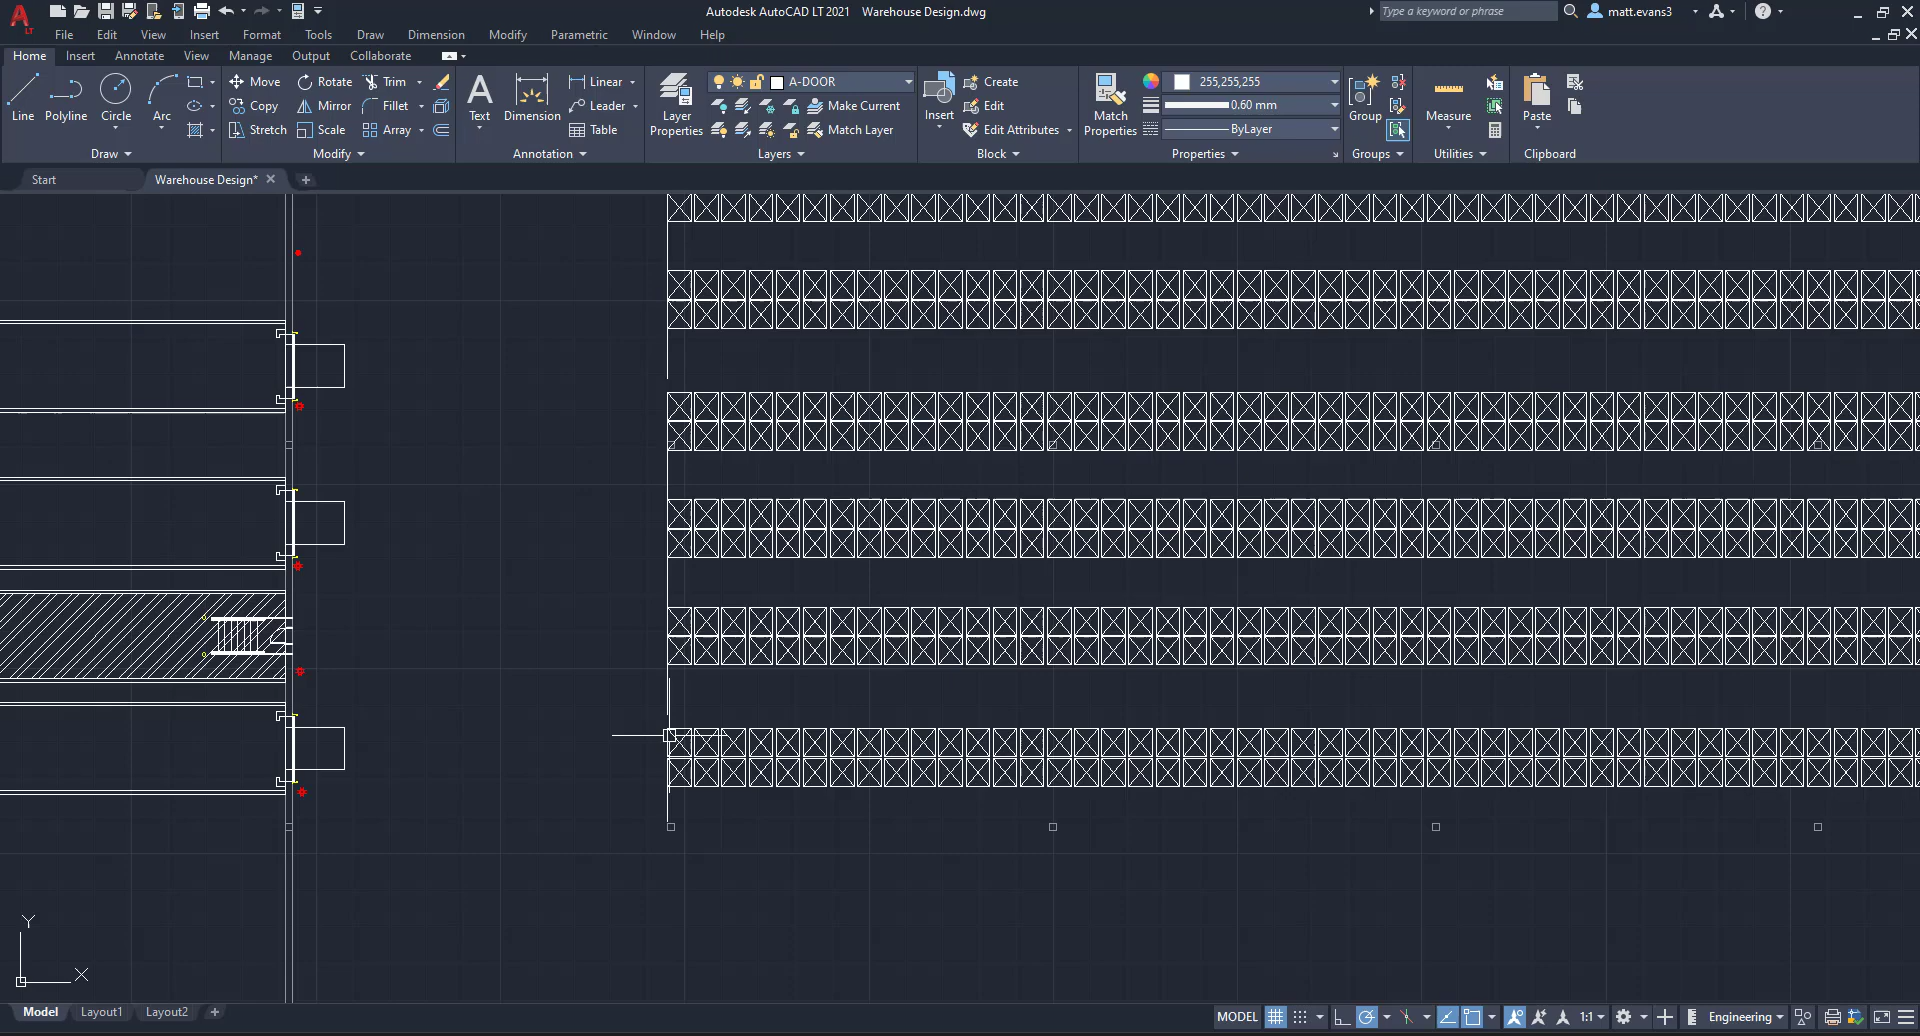 Autodesk AutoCAD LT 2021 Warehouse Design.dwg
Type a keyword or phrase
matt.evans3
LT
File Edit View Insert Format Tools Draw Dimension Modify Parametric Window Help
Home Insert Annotate View Manage Output Collaborate
Line
Polyline
Circle
Arc
Draw
Move
Copy
Stretch
Rotate
Mirror
Scale
Trim
Fillet
Array
Modify
Text
Dimension
Linear
Leader
Table
Annotation
Layer
Properties
A-DOOR
Make Current
Match Layer
Layers
Insert
Create
Edit
Edit Attributes
Block
Match
Properties
255,255,255
0.60 mm
ByLayer
Properties
Group
Groups
Measure
Utilities
Paste
Clipboard
Start
Warehouse Design*
Y
X
Model Layout1 Layout2
MODEL
1:1
Engineering